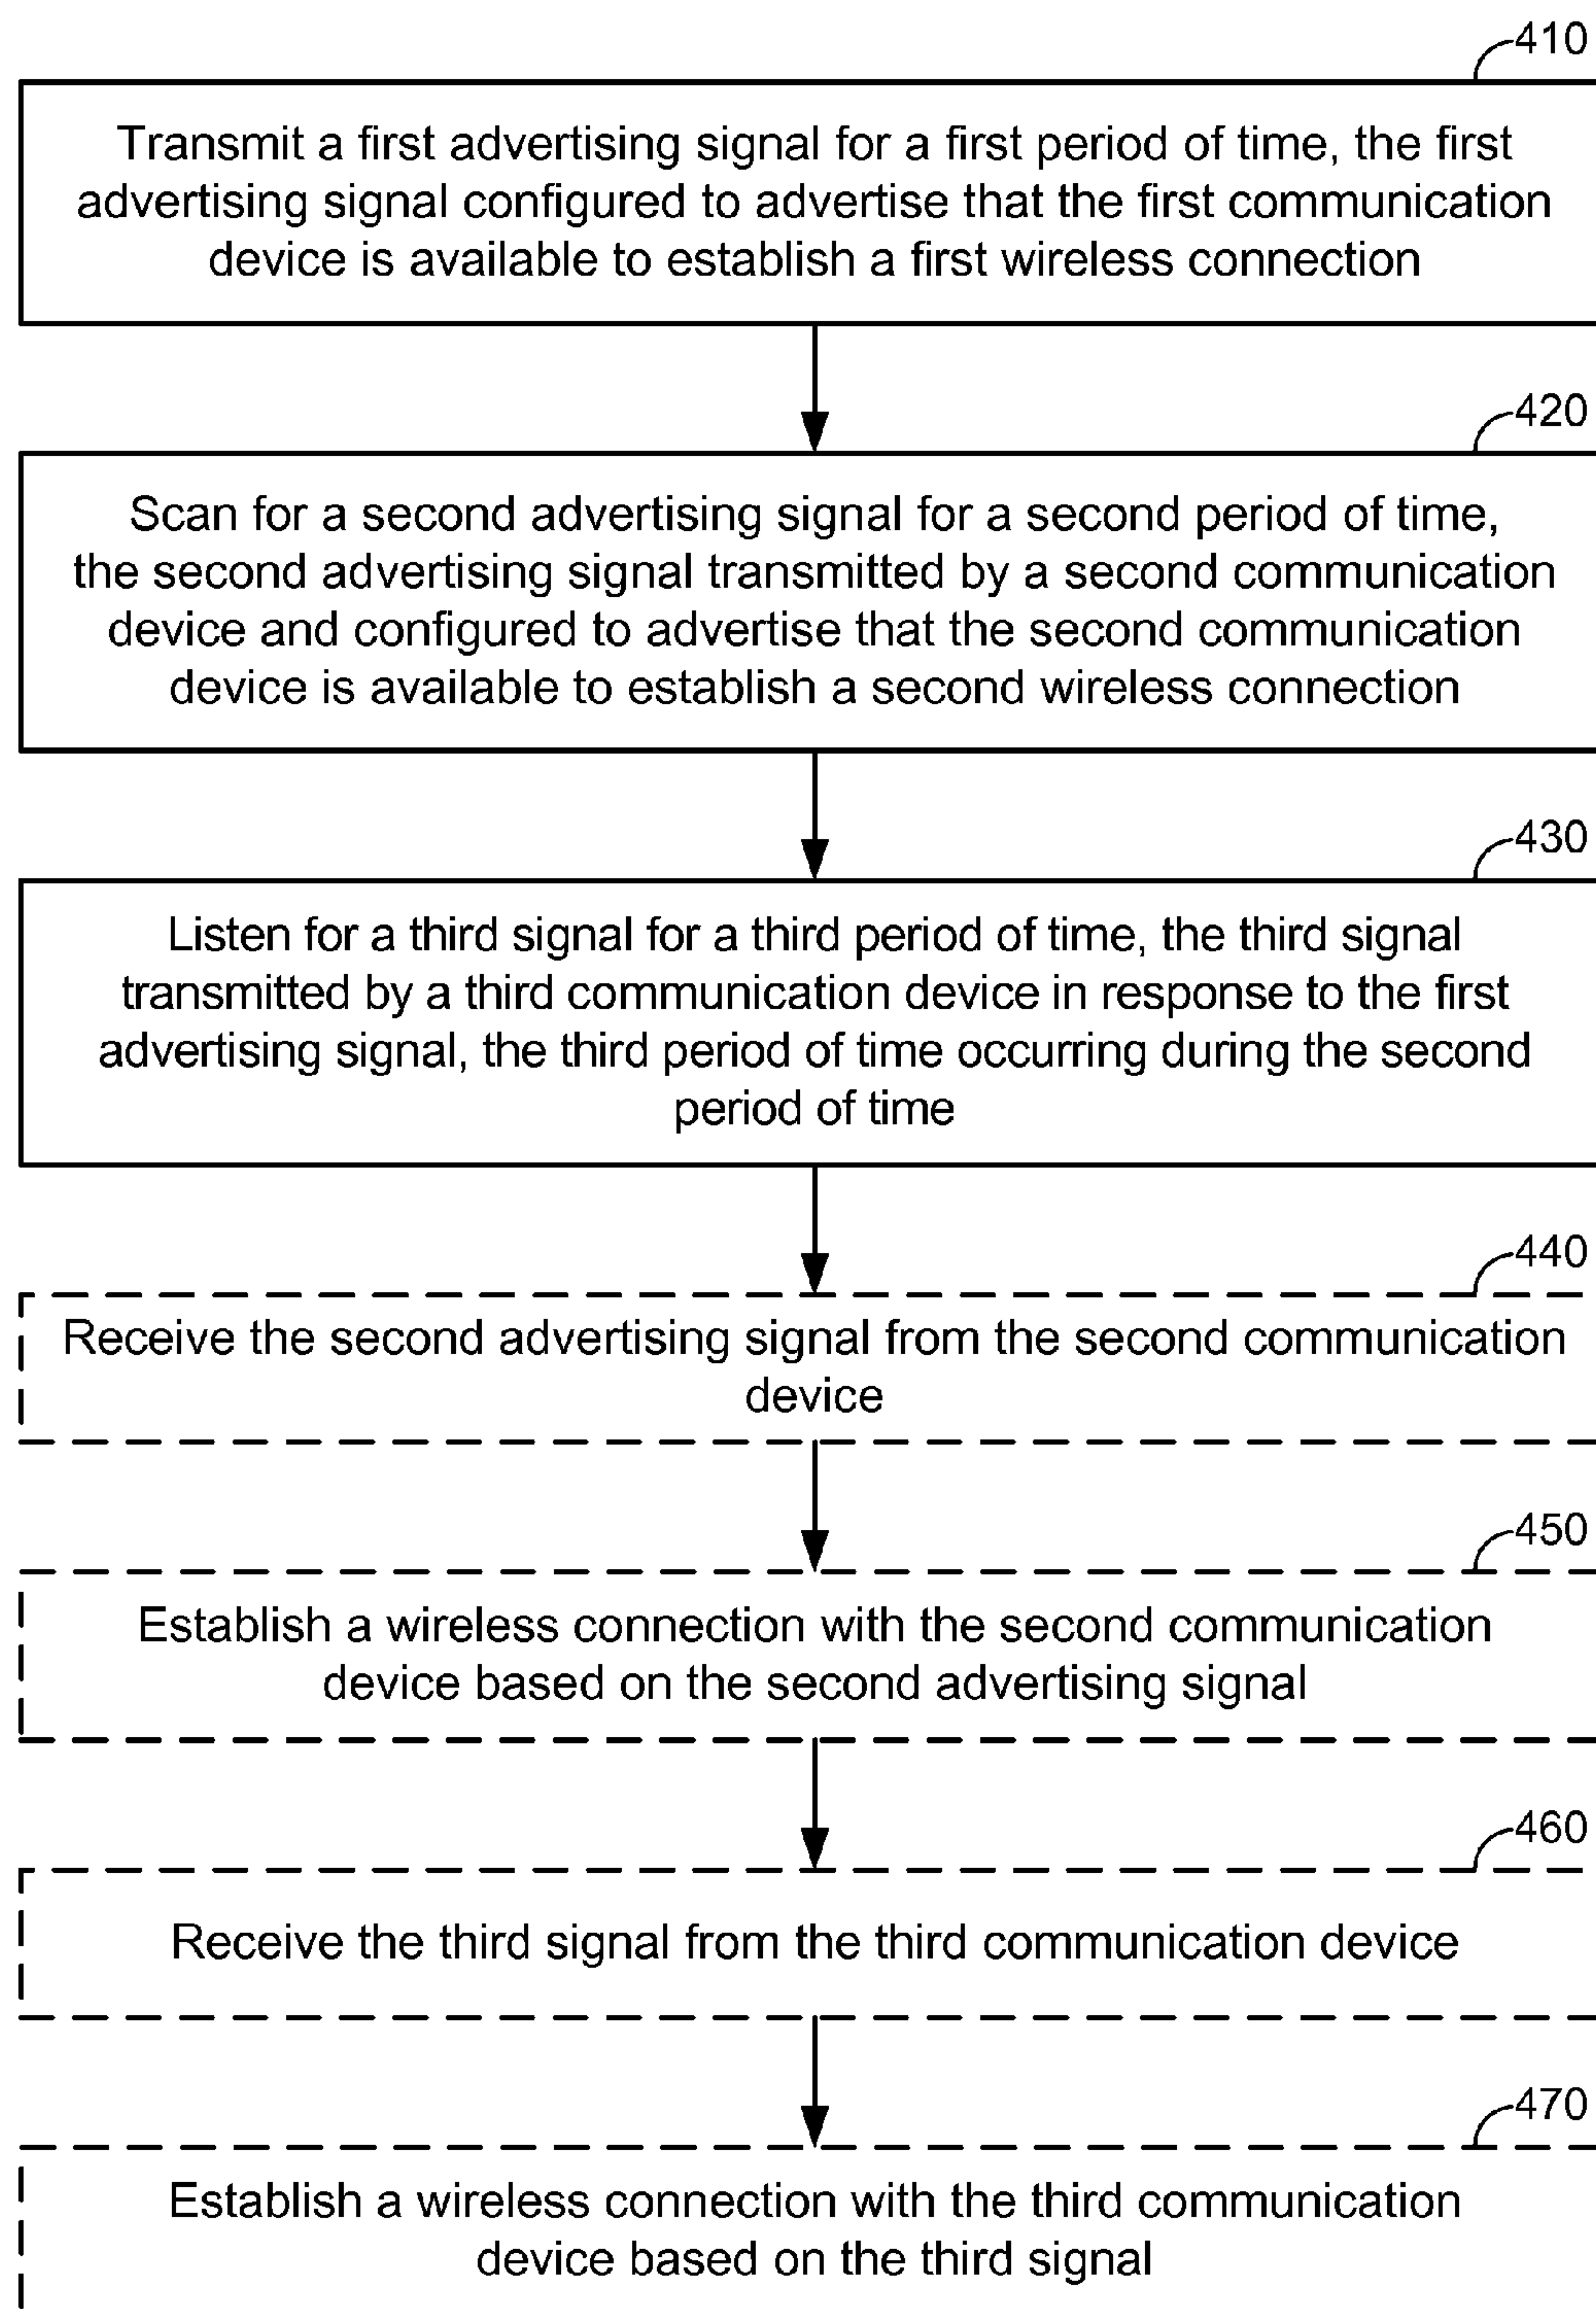 410
Transmit a first advertising signal for a first period of time, the first
advertising signal configured to advertise that the first communication
device is available to establish a first wireless connection
420
Scan for a second advertising signal for a second period of time,
the second advertising signal transmitted by a second communication
device and configured to advertise that the second communication
device is available to establish a second wireless connection
430
Listen for a third signal for a third period of time, the third signal
transmitted by a third communication device in response to the first
advertising signal, the third period of time occurring during the second
period of time
440
Receive the second advertising signal from the second communication
device
450
Establish a wireless connection with the second communication
device based on the second advertising signal
460
Receive the third signal from the third communication device
470
Establish a wireless connection with the third communication
device based on the third signal